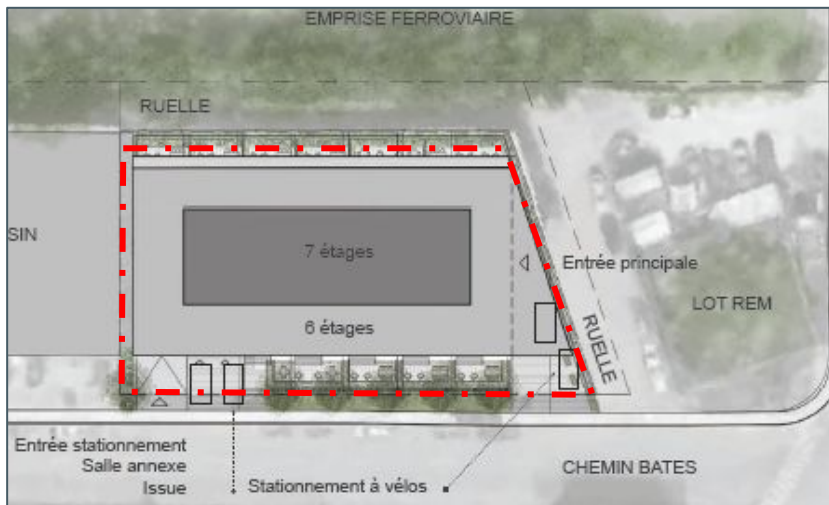 EMPRISE FERROVIAIRE
RUELLE
SIN
7 étages
6 étages
Entrée principale
LOT REM
RUELLE
Entrée stationnement
Salle annexe
Issue
Stationnement à vélos
CHEMIN BATES